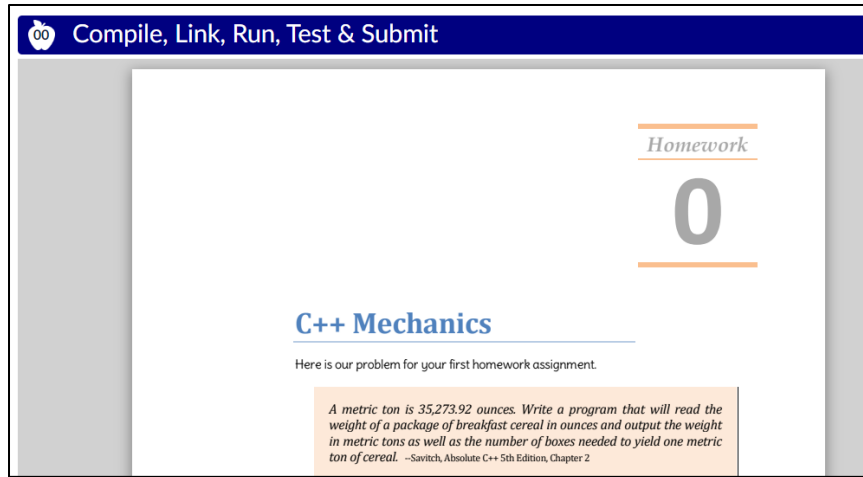 00 Compile, Link, Run, Test & Submit
Homework
0
C++ Mechanics
Here is our problem for your first homework assignment.
A metric ton is 35,273.92 ounces. Write a program that will read the
weight of a package of breakfast cereal in ounces and output the weight
in metric tons as well as the number of boxes needed to yield one metric
ton of cereal. --Savitch, Absolute C++ 5th Edition, Chapter 2